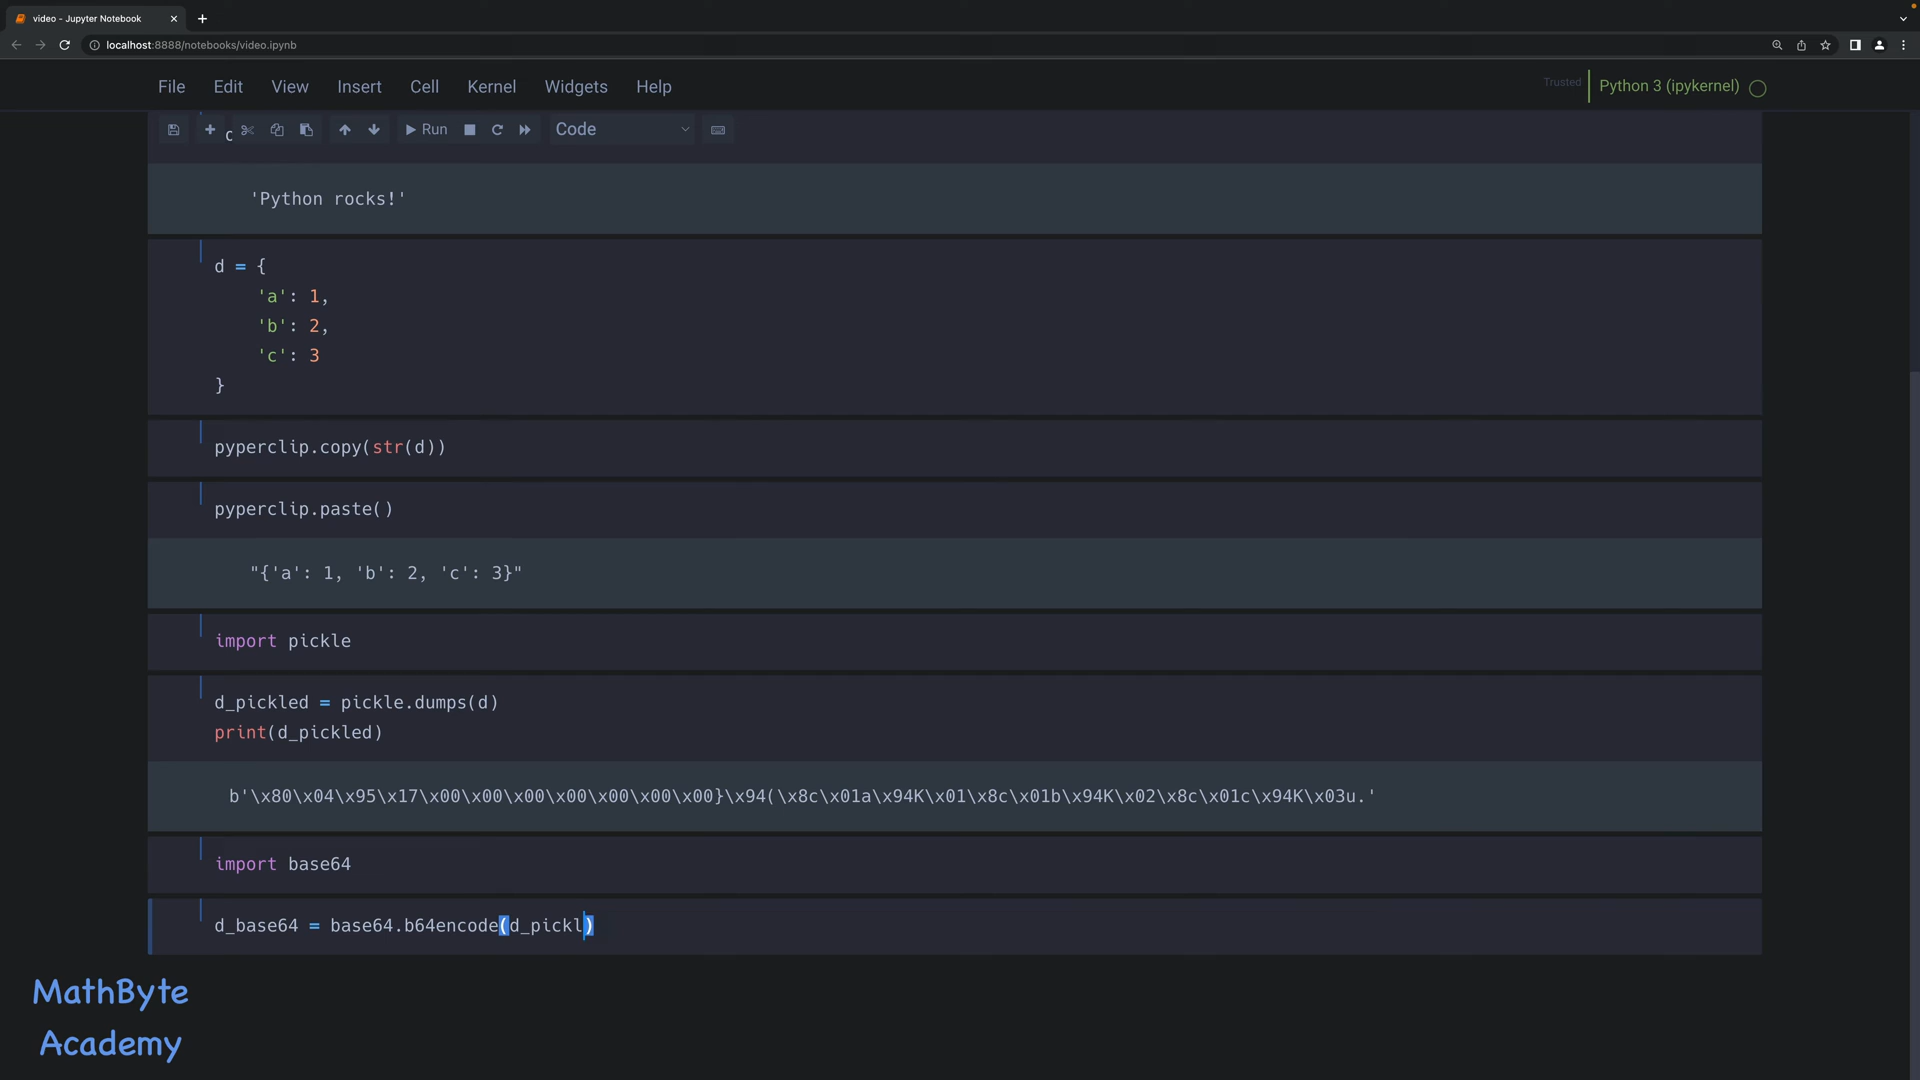 video - Jupyter Notebook
localhost:8888/notebooks/video.ipynb
File Edit View Insert Cell Kernel Widgets Help
Trusted
Python 3 (ipykernel)
Run
Code
'Python rocks!'
d = {
    'a': 1,
    'b': 2,
    'c': 3
}
pyperclip.copy(str(d))
pyperclip.paste()
"{'a': 1, 'b': 2, 'c': 3}"
import pickle
d_pickled = pickle.dumps(d)
print(d_pickled)
b'\x80\x04\x95\x17\x00\x00\x00\x00\x00\x00\x00}\x94(\x8c\x01a\x94K\x01\x8c\x01b\x94K\x02\x8c\x01c\x94K\x03u.'
import base64
d_base64 = base64.b64encode(d_pickl)
MathByte
Academy